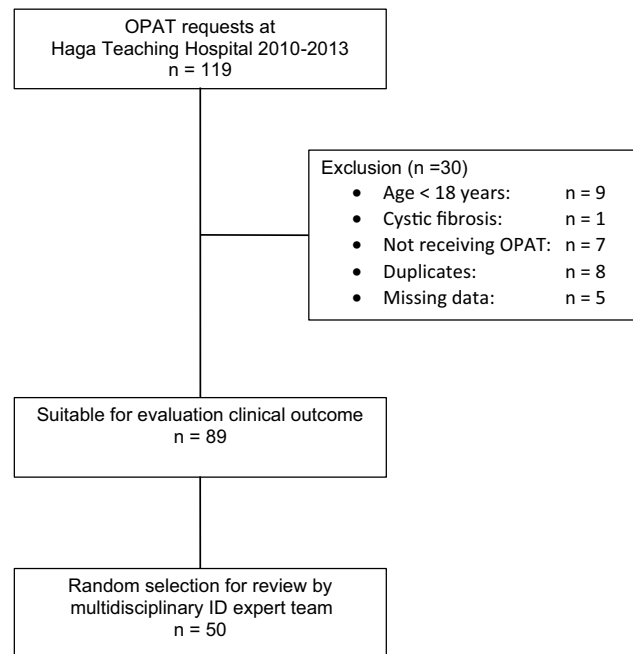 OPAT requests at
Haga Teaching Hospital 2010-2013
n = 119
Exclusion (n =30)
• Age < 18 years: n = 9
• Cystic fibrosis: n = 1
• Not receiving OPAT: n = 7
• Duplicates: n = 8
• Missing data: n = 5
Suitable for evaluation clinical outcome
n = 89
Random selection for review by
multidisciplinary ID expert team
n = 50